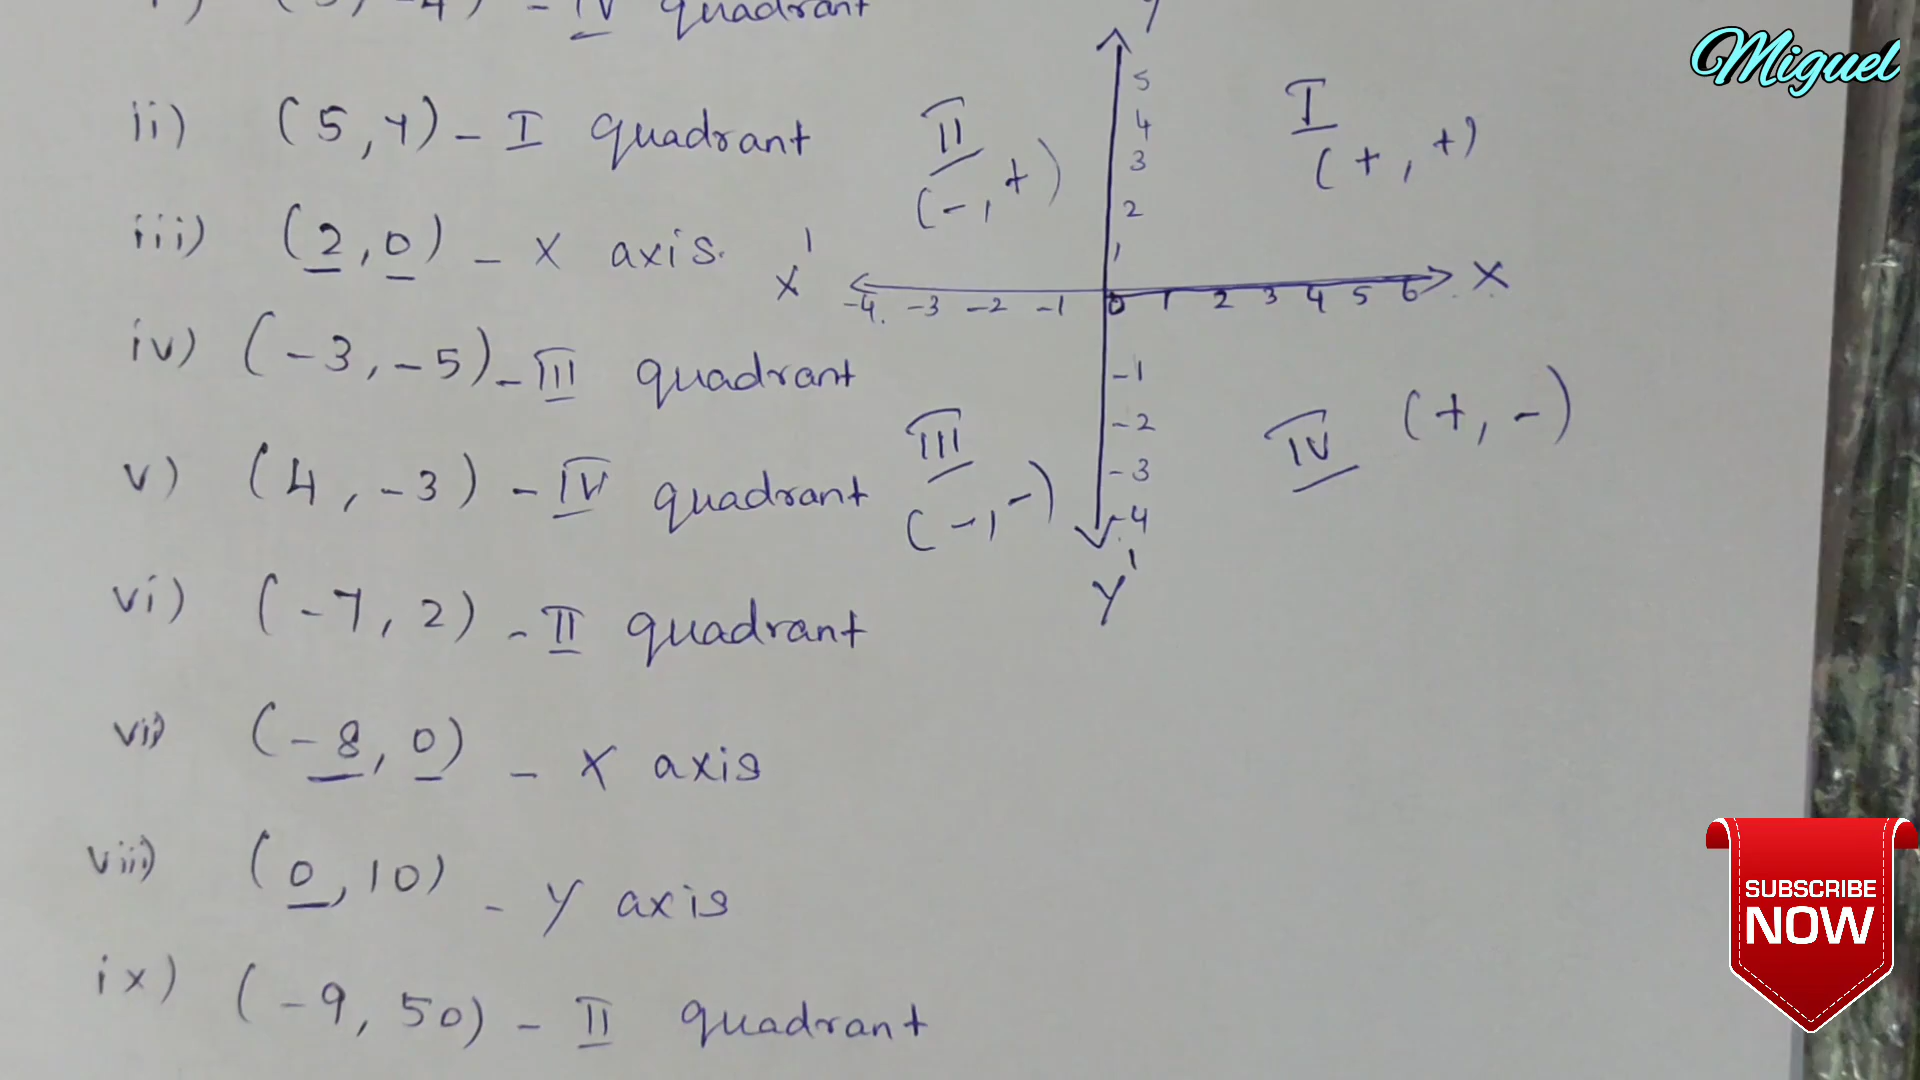 quadrant
ii) (5,7) - I quadrant
iii) (2,0) - X axis.
iv) (-3,-5) - III quadrant
v) (4,-3) - IV quadrant
vi) (-7,2) - II quadrant
vii) (-8,0) - X axis
viii) (0,10) - Y axis
ix) (-9,50) - II quadrant
5
4
3
2
1
II
(-,+)
I
(+,+)
X'
X
-4 -3 -2 -1 0 1 2 3 4 5 6
-1
-2
-3
-4
III
(-,-)
IV (+,-)
Y'
Miguel
SUBSCRIBE
NOW